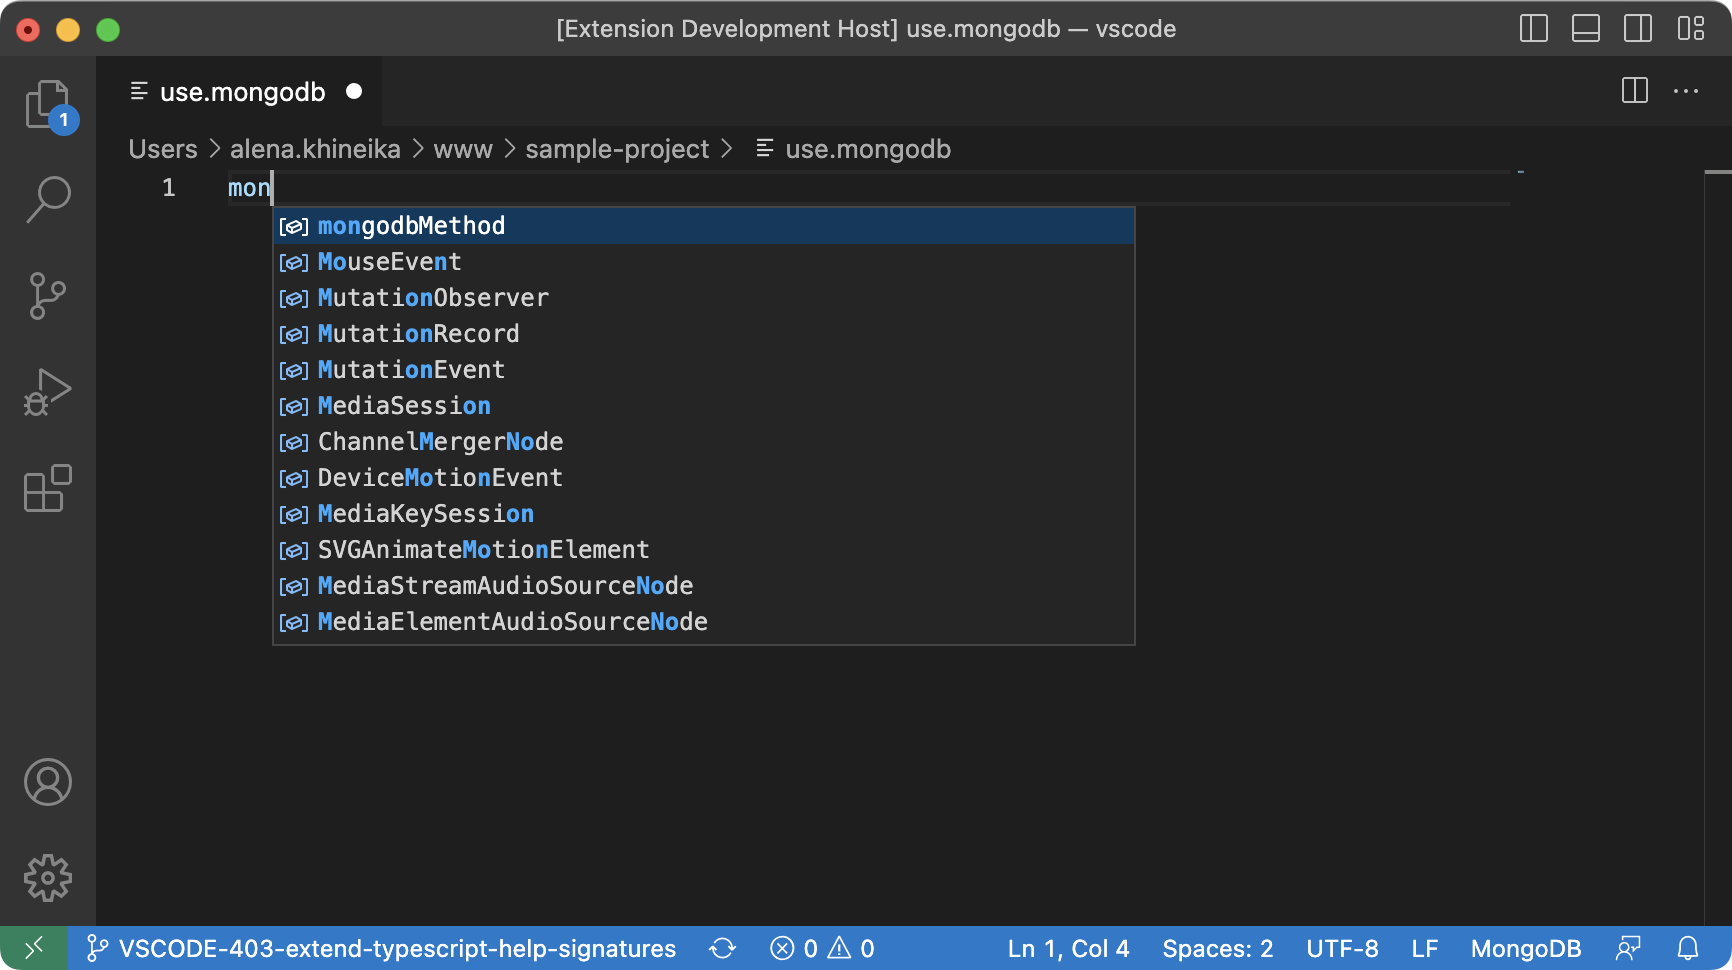 [Extension Development Host] use.mongodb — vscode
use.mongodb
1
Users > alena.khineika > www > sample-project > use.mongodb
1 mon
mongodbMethod
MouseEvent
MutationObserver
MutationRecord
MutationEvent
MediaSession
ChannelMergerNode
DeviceMotionEvent
MediaKeySession
SVGAnimateMotionElement
MediaStreamAudioSourceNode
MediaElementAudioSourceNode
VSCODE-403-extend-typescript-help-signatures 0 0 Ln 1, Col 4 Spaces: 2 UTF-8 LF MongoDB